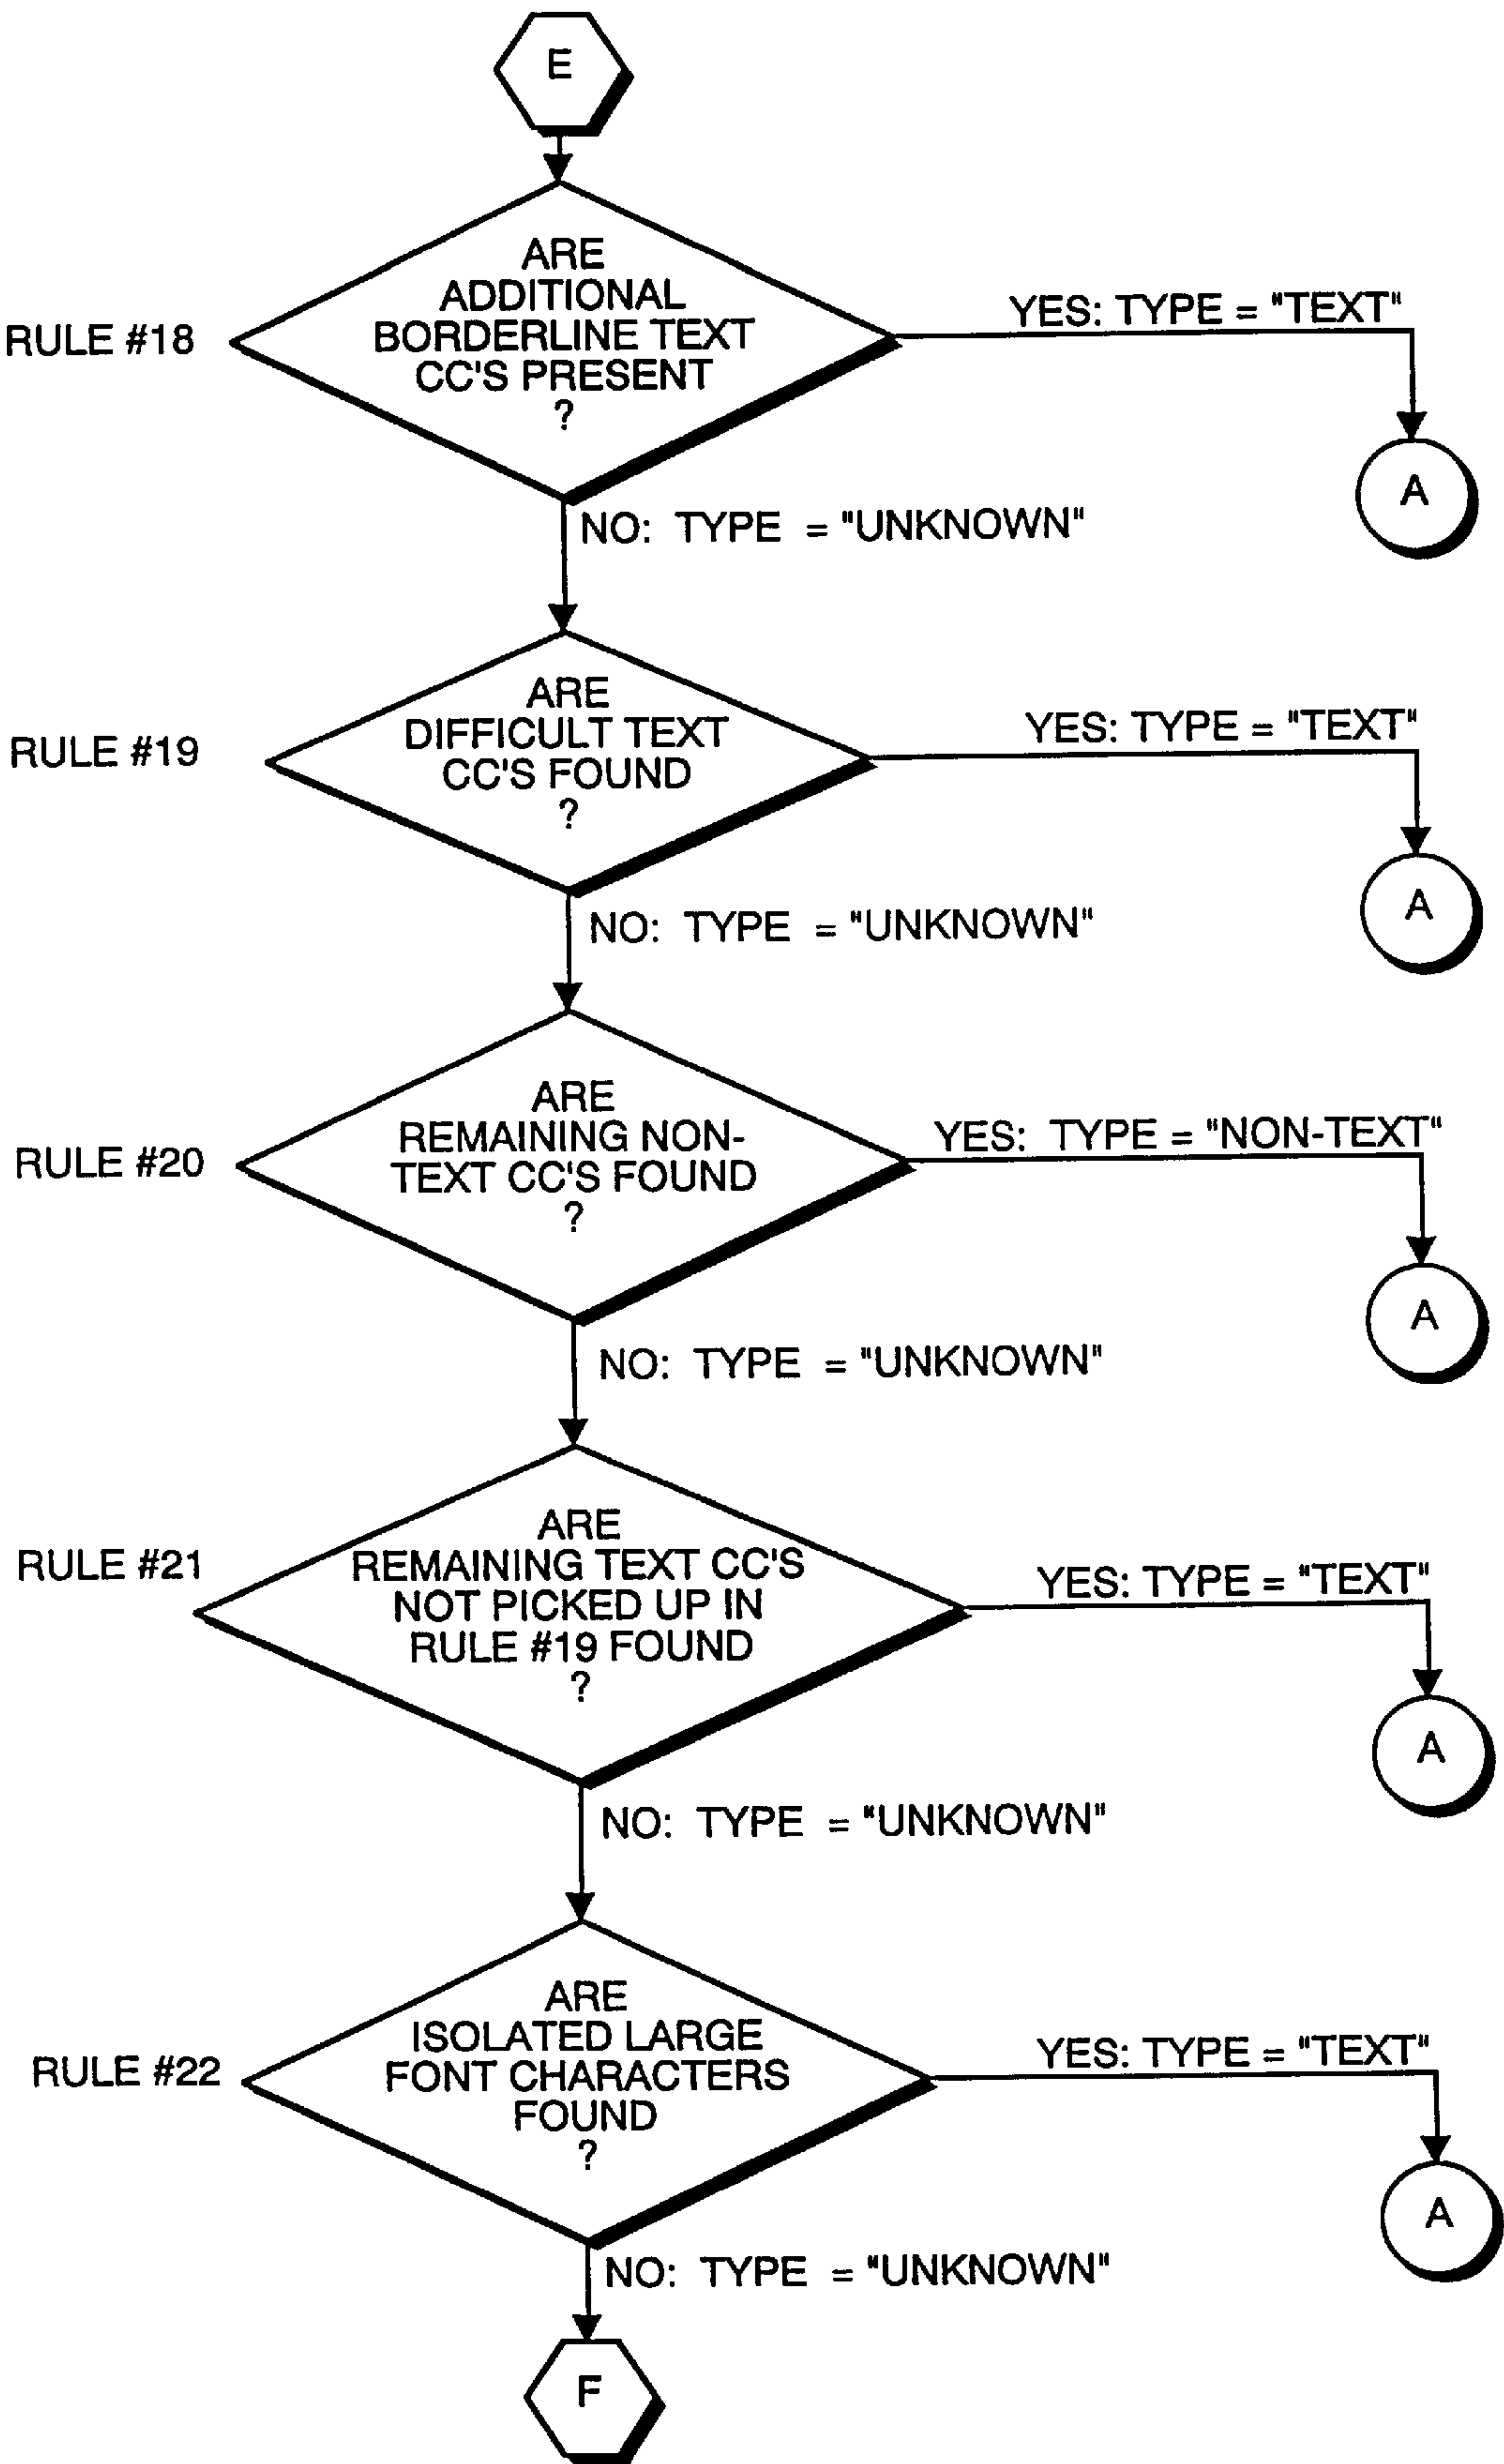 E
ARE
ADDITIONAL
BORDERLINE TEXT
CC'S PRESENT
?
RULE #18
YES: TYPE = "TEXT"
A
NO: TYPE = "UNKNOWN"
ARE
DIFFICULT TEXT
CC'S FOUND
?
RULE #19
YES: TYPE = "TEXT"
A
NO: TYPE = "UNKNOWN"
ARE
REMAINING NON-
TEXT CC'S FOUND
?
RULE #20
YES: TYPE = "NON-TEXT"
A
NO: TYPE = "UNKNOWN"
ARE
REMAINING TEXT CC'S
NOT PICKED UP IN
RULE #19 FOUND
?
RULE #21
YES: TYPE = "TEXT"
A
NO: TYPE = "UNKNOWN"
ARE
ISOLATED LARGE
FONT CHARACTERS
FOUND
?
RULE #22
YES: TYPE = "TEXT"
A
NO: TYPE = "UNKNOWN"
F